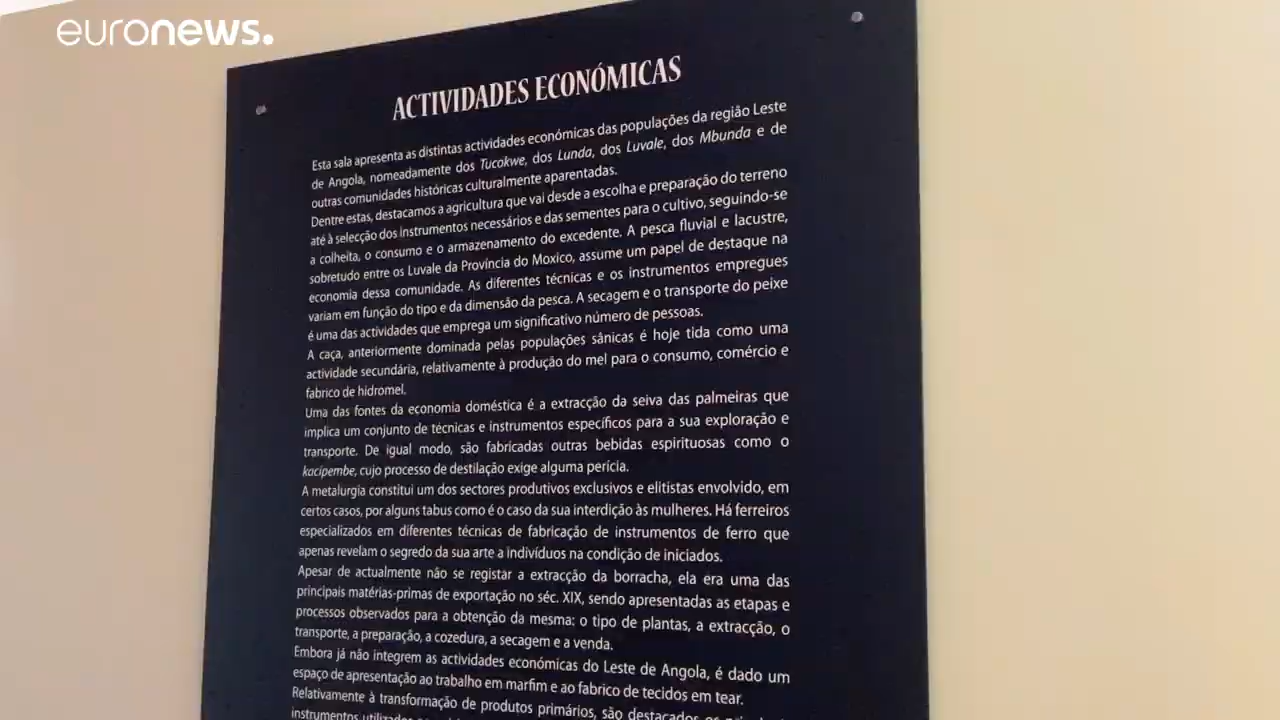 euronews.
ACTIVIDADES ECONÓMICAS
Esta sala apresenta as distintas actividades económicas das populações da região Leste
de Angola, nomeadamente dos Tucokwe, dos Lunda, dos Luvale, dos Mbunda e de
outras comunidades históricas culturalmente aparentadas.
Dentre estas, destacamos a agricultura que vai desde a escolha e preparação do terreno
até à selecção dos instrumentos necessários e das sementes para o cultivo, seguindo-se
a colheita, o consumo e o armazenamento do excedente. A pesca fluvial e lacustre,
sobretudo entre os Luvale da Província do Moxico, assume um papel de destaque na
economia dessa comunidade. As diferentes técnicas e os instrumentos empregues
variam em função do tipo e da dimensão da pesca. A secagem e o transporte do peixe
é uma das actividades que emprega um significativo número de pessoas.
A caça, anteriormente dominada pelas populações sânicas é hoje tida como uma
actividade secundária, relativamente à produção do mel para o consumo, comércio e
fabrico de hidromel.
Uma das fontes da economia doméstica é a extracção da seiva das palmeiras que
implica um conjunto de técnicas e instrumentos específicos para a sua exploração e
transporte. De igual modo, são fabricadas outras bebidas espirituosas como o
kacipembe, cujo processo de destilação exige alguma perícia.
A metalurgia constitui um dos sectores produtivos exclusivos e elitistas envolvido, em
certos casos, por alguns tabus como é o caso da sua interdição às mulheres. Há ferreiros
especializados em diferentes técnicas de fabricação de instrumentos de ferro que
apenas revelam o segredo da sua arte a indivíduos na condição de iniciados.
Apesar de actualmente não se registar a extracção da borracha, ela era uma das
principais matérias-primas de exportação no séc. XIX, sendo apresentadas as etapas e
processos observados para a obtenção da mesma: o tipo de plantas, a extracção, o
transporte, a preparação, a cozedura, a secagem e a venda.
Embora já não integrem as actividades económicas do Leste de Angola, é dado um
espaço de apresentação ao trabalho em marfim e ao fabrico de tecidos em tear.
Relativamente à transformação de produtos primários, são destacados os
instrumentos